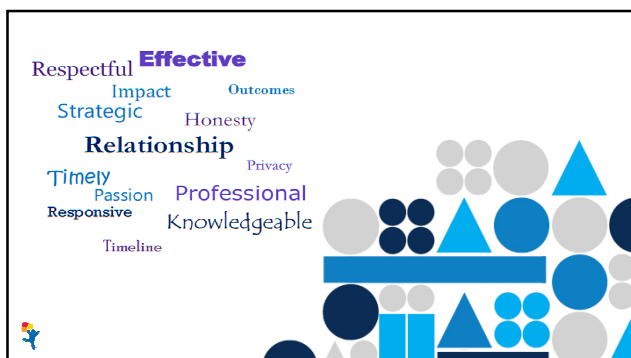 Respectful Effective
Impact Outcomes
Strategic
Honesty
Relationship
Privacy
Timely
Passion Professional
Responsive
Knowledgeable
Timeline